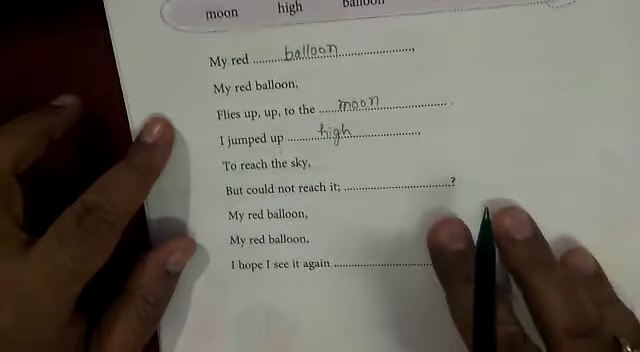 moon high balloon
My red balloon,
My red balloon,
Flies up, up, to the moon.
I jumped up high,
To reach the sky,
But could not reach it; ..............................?
My red balloon,
My red balloon,
I hope I see it again ..............................